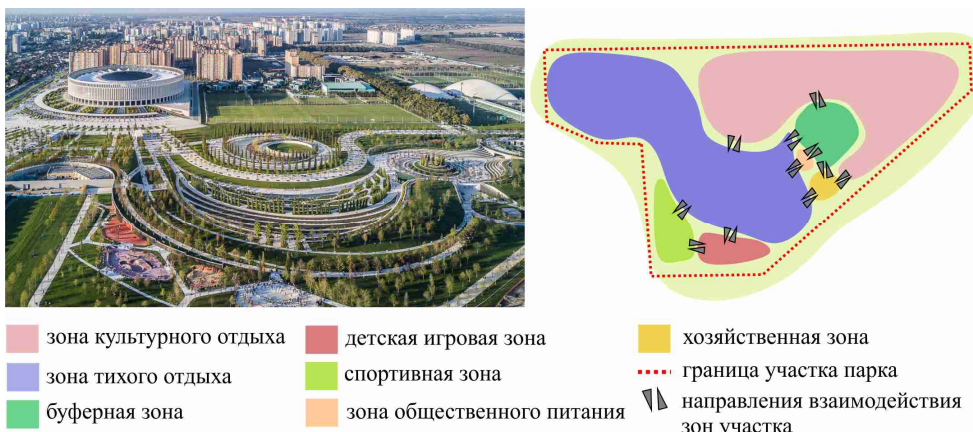 зона культурного отдыха
зона тихого отдыха
буферная зона
детская игровая зона
спортивная зона
зона общественного питания
хозяйственная зона
граница участка парка
направления взаимодействия
зон участка